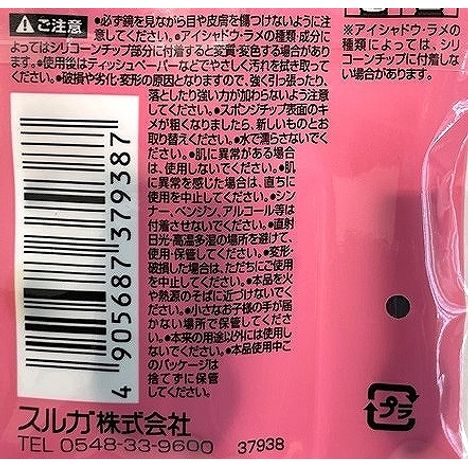 ⚠ご注意
●必ず鏡を見ながら目や皮膚を傷つけないように注
意してください。●アイシャドウ・ラメの種類・成分に
よってはシリコーンチップ部分に付着すると変質・変色する場合があり
ます。●使用後はティッシュペーパーなどでやさしく汚れを拭き取って
ください。●破損や劣化・変形の原因となりますので、強く引っ張ったり、
落としたり強い力が加わらないよう注意
してください。●スポンジチップ表面のキ
メが粗くなりましたら、新しいものとお
取り替えください。●水で濡らさないでく
ださい。●肌に異常がある場合
は、使用しないでください。●肌
に異常を感じた場合は、直ちに
使用を中止してください。●シン
ナー、ベンジン、アルコール等は
付着させないでください。●直射
日光・高温多湿の場所を避けて、
使用・保管してください。●変形・
破損した場合は、ただちにご使用
を中止してください。●本品を火
や熱源のそばに近づけないでく
ださい。●小さなお子様の手が届
かない場所で保管してください。
●本来の用途以外には使用し
ないでください。●本品使用中こ
のパッケージは
捨てずに保管
してください。
※アイシャドウ・ラメの
種類によっては、シリ
コーンチップに付着しな
い場合があります。
4 905687 379387
スルガ株式会社
TEL 0548-33-9600
37938
プラ